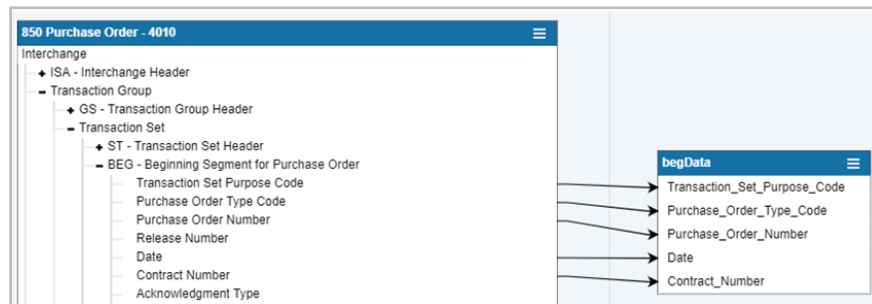 850 Purchase Order - 4010
Interchange
ISA - Interchange Header
Transaction Group
GS - Transaction Group Header
Transaction Set
ST - Transaction Set Header
BEG - Beginning Segment for Purchase Order
Transaction Set Purpose Code
Purchase Order Type Code
Purchase Order Number
Release Number
Date
Contract Number
Acknowledgment Type
begData
Transaction_Set_Purpose_Code
Purchase_Order_Type_Code
Purchase_Order_Number
Date
Contract_Number